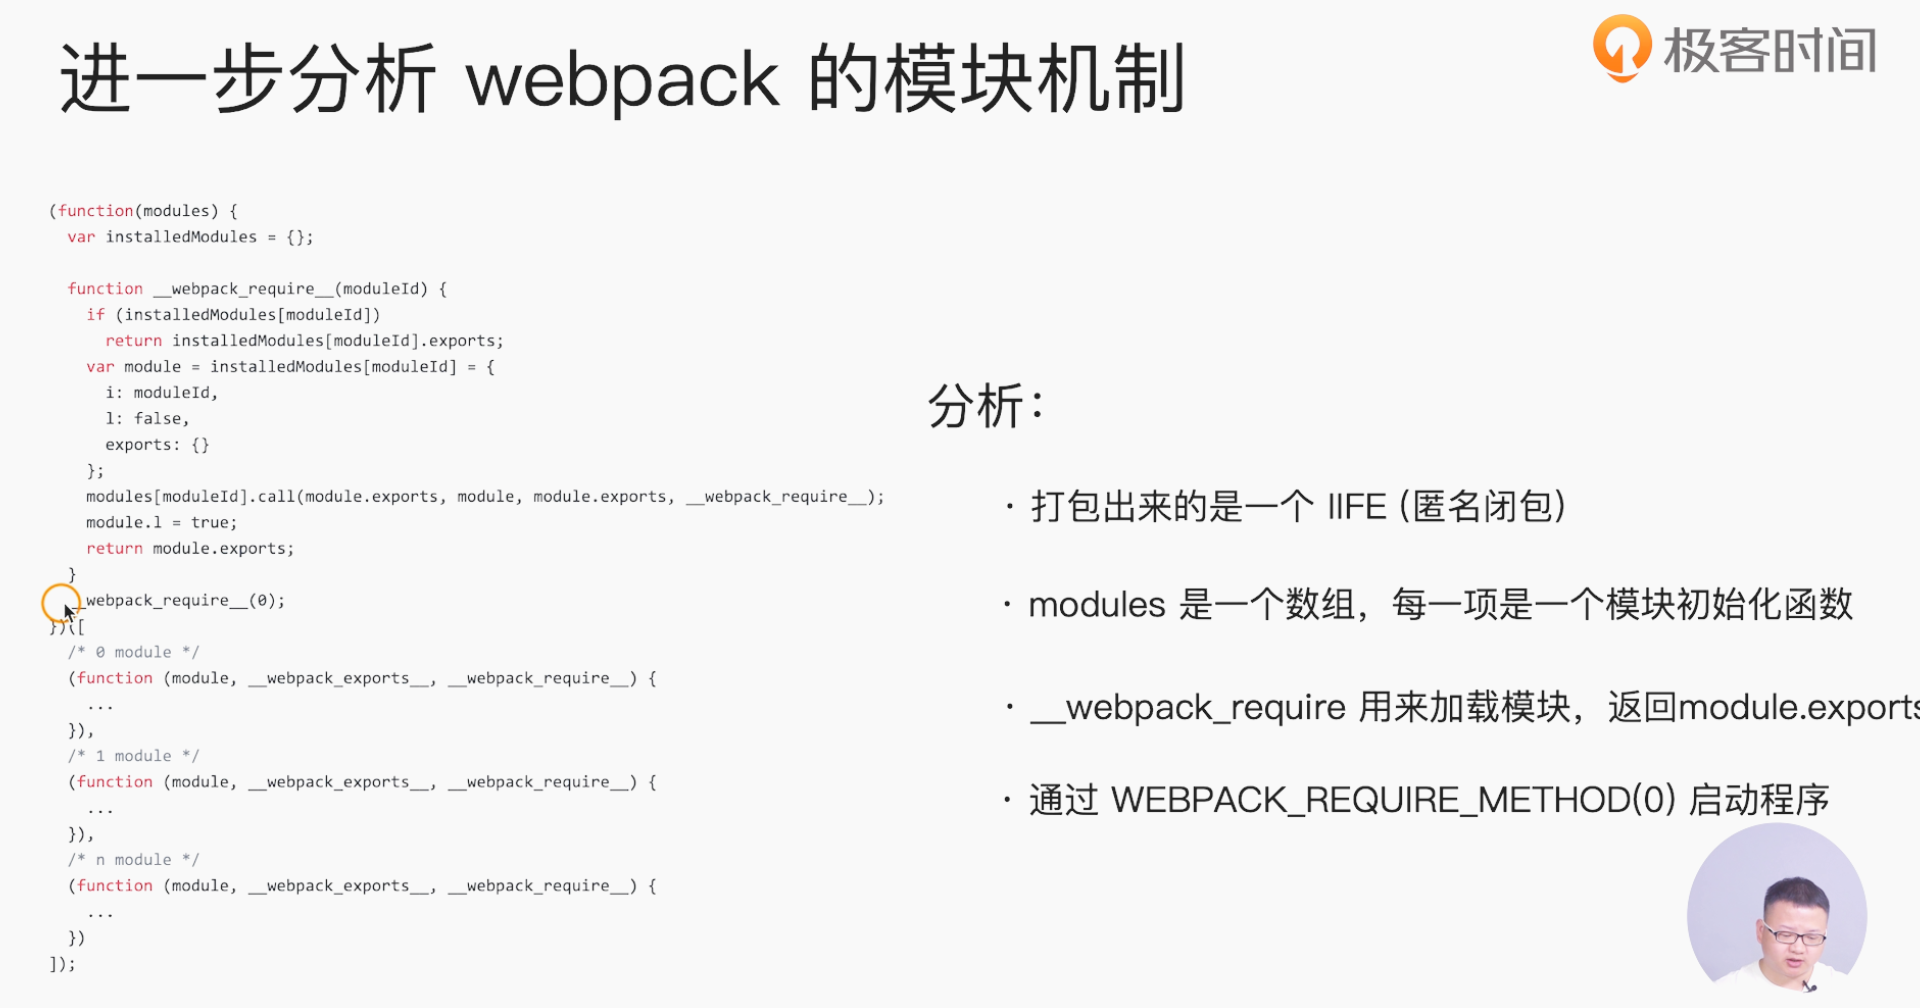 进一步分析 webpack 的模块机制
极客时间
(function(modules) {
  var installedModules = {};
  function __webpack_require__(moduleId) {
    if (installedModules[moduleId])
      return installedModules[moduleId].exports;
    var module = installedModules[moduleId] = {
      i: moduleId,
      l: false,
      exports: {}
    };
    modules[moduleId].call(module.exports, module, module.exports, __webpack_require__);
    module.l = true;
    return module.exports;
  }
  __webpack_require__(0);
})([
  /* 0 module */
  (function (module, __webpack_exports__, __webpack_require__) {
    ...
  }),
  /* 1 module */
  (function (module, __webpack_exports__, __webpack_require__) {
    ...
  }),
  /* n module */
  (function (module, __webpack_exports__, __webpack_require__) {
    ...
  })
]);
分析：
· 打包出来的是一个 IIFE (匿名闭包)
· modules 是一个数组，每一项是一个模块初始化函数
· __webpack_require 用来加载模块，返回module.exports
· 通过 WEBPACK_REQUIRE_METHOD(0) 启动程序